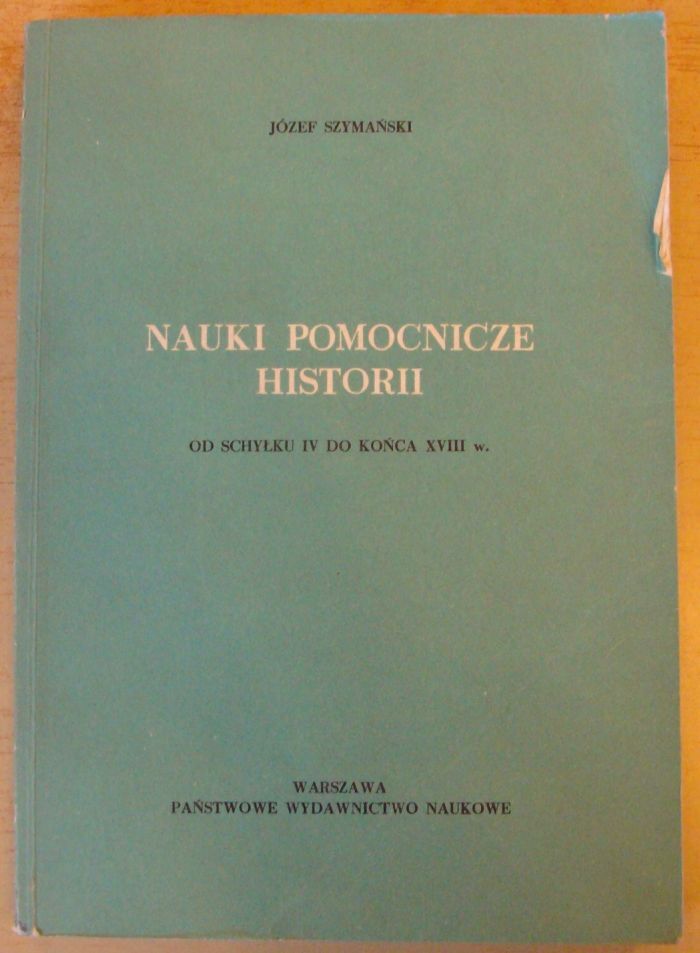 JÓZEF SZYMAŃSKI
NAUKI POMOCNICZE
HISTORII
OD SCHYŁKU IV DO KOŃCA XVIII w.
WARSZAWA
PAŃSTWOWE WYDAWNICTWO NAUKOWE